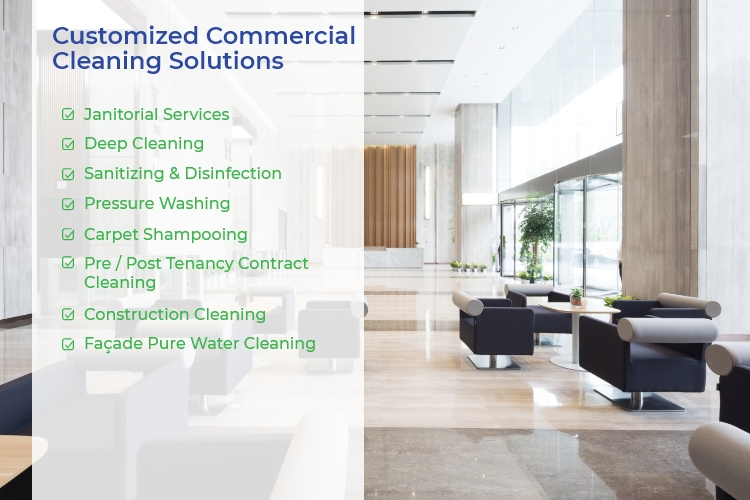 Customized Commercial
Cleaning Solutions
Janitorial Services
Deep Cleaning
Sanitizing & Disinfection
Pressure Washing
Carpet Shampooing
Pre / Post Tenancy Contract
Cleaning
Construction Cleaning
Façade Pure Water Cleaning